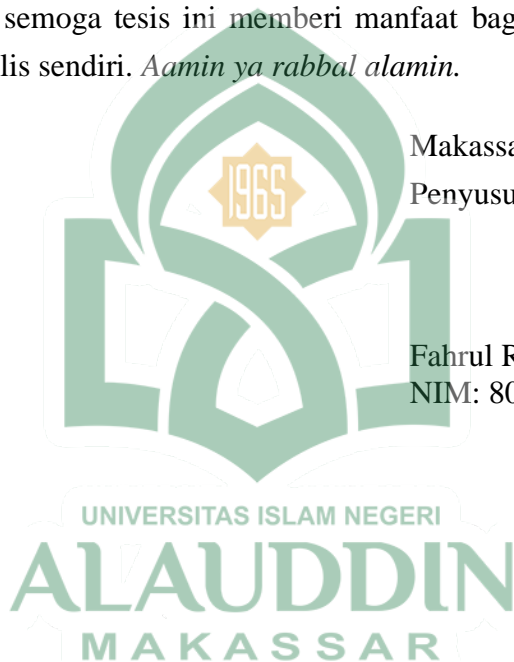 semoga tesis ini memberi manfaat bag
lis sendiri. Aamin ya rabbal alamin.
Makassa
Penyusu
1965
Fahrul R
NIM: 80
UNIVERSITAS ISLAM NEGERI
ALAUDDIN
MAKASSAR